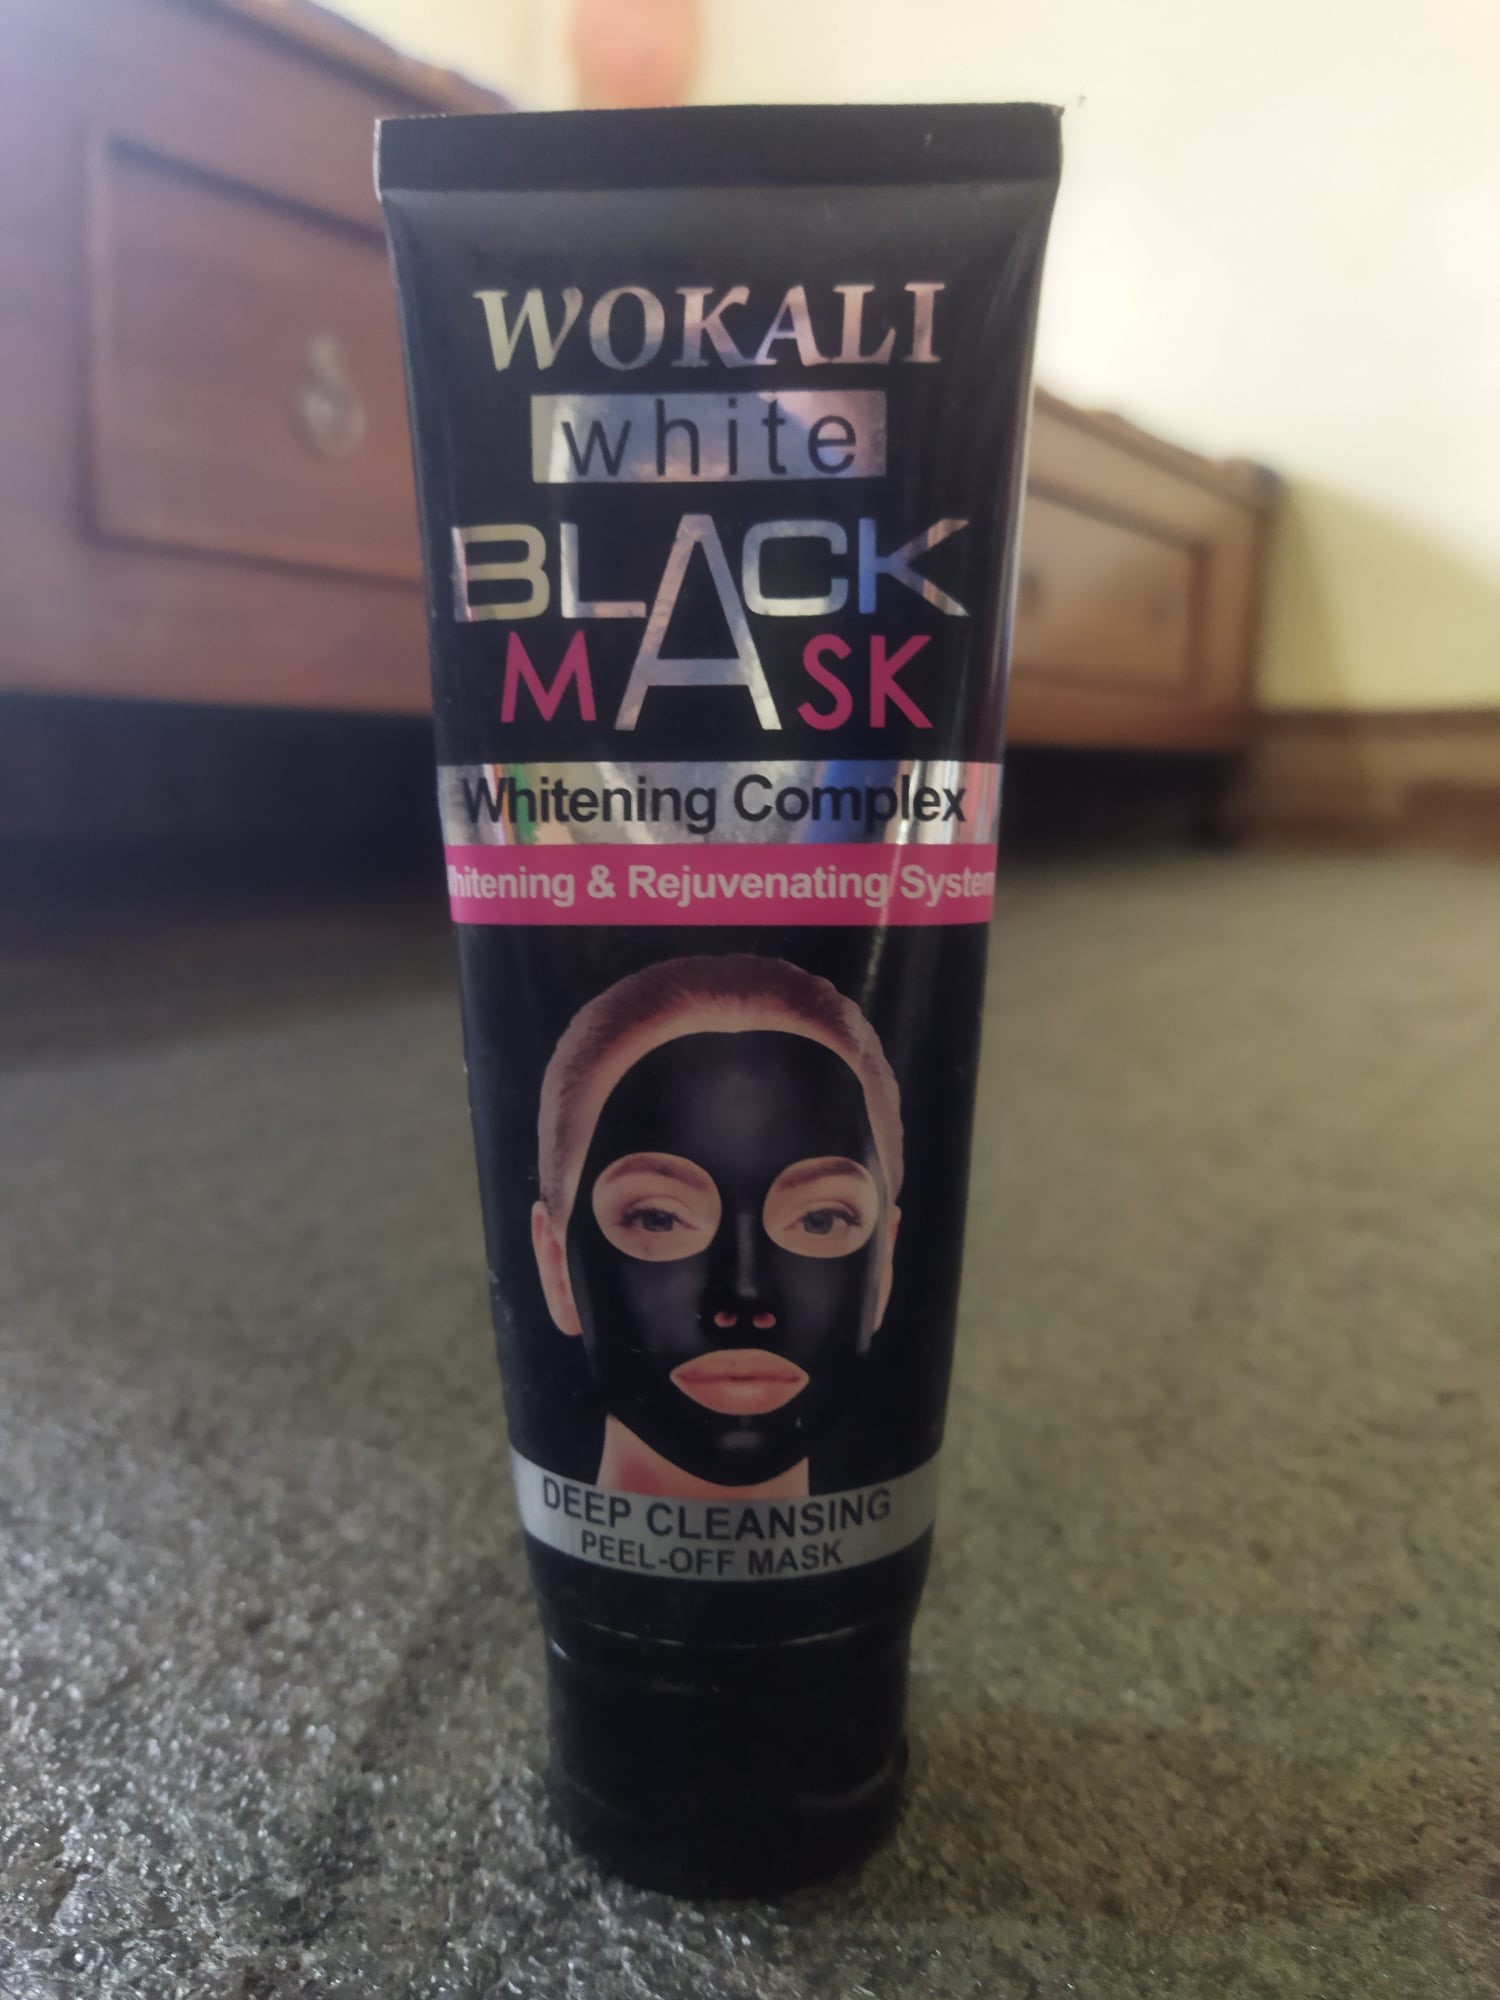 WOKALI
white
BLACK
MASK
Whitening Complex
hitening & Rejuvenating System
DEEP CLEANSING
PEEL-OFF MASK